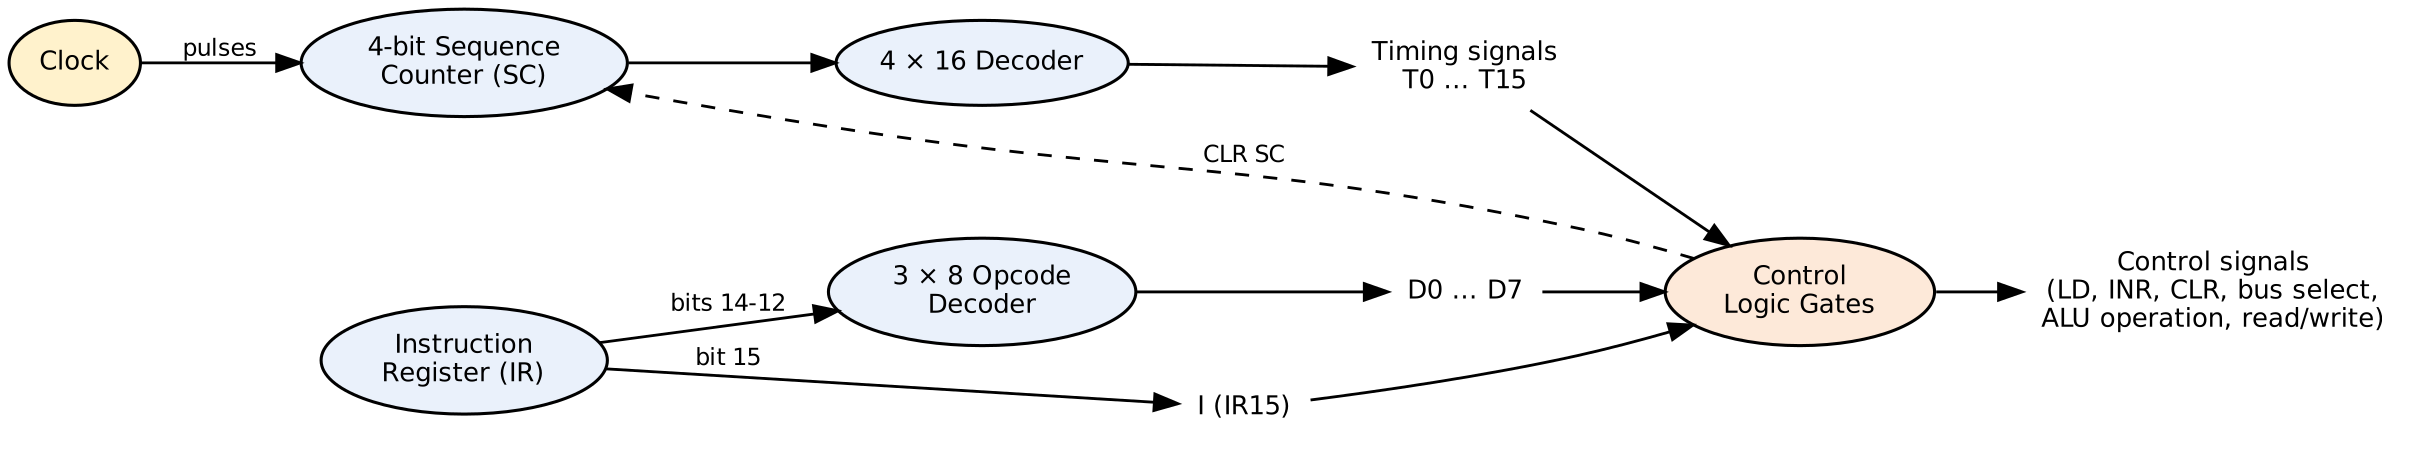 Clock
pulses
4-bit Sequence
Counter (SC)
4 × 16 Decoder
Timing signals
T0 ... T15
CLR SC
Instruction
Register (IR)
bits 14-12
bit 15
3 × 8 Opcode
Decoder
D0 ... D7
I (IR15)
Control
Logic Gates
Control signals
(LD, INR, CLR, bus select,
ALU operation, read/write)